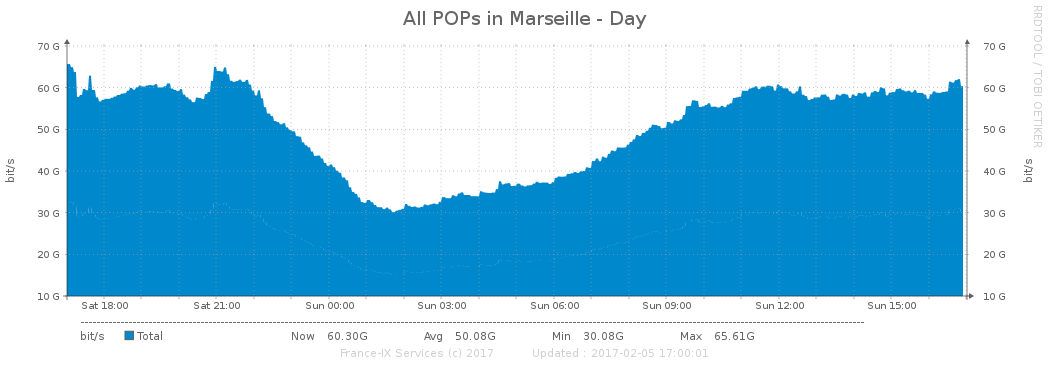 All POPs in Marseille - Day
RRDTOOL / TOBI OETIKER
70 G 70 G
60 G 60 G
50 G 50 G
40 G 40 G
30 G 30 G
20 G 20 G
10 G 10 G
bit/s
bit/s
Sat 18:00 Sat 21:00 Sun 00:00 Sun 03:00 Sun 06:00 Sun 09:00 Sun 12:00 Sun 15:00
bit/s Total Now 60.30G Avg 50.08G Min 30.08G Max 65.61G
France-IX Services (c) 2017 Updated : 2017-02-05 17:00:01